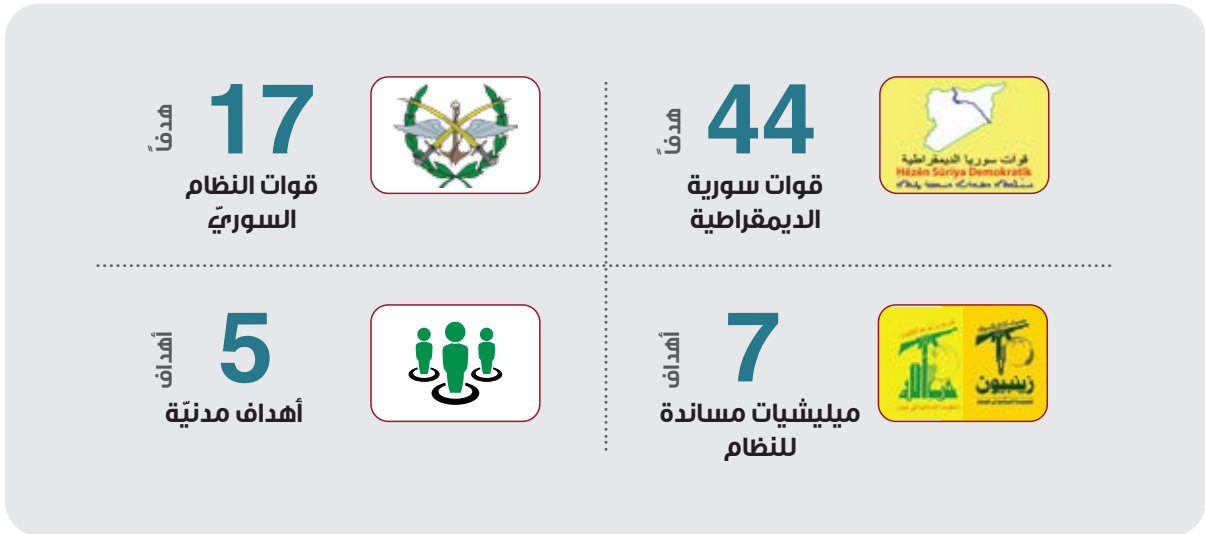 44
هدفاً
قوات سورية
الديمقراطية
قوات سوريا الديمقراطية
Hêzên Sûriya Demokratîk
17
هدفاً
قوات النظام
السوريّ
7
أهداف
ميليشيات مساندة
للنظام
زينبيون
5
أهداف
أهداف مدنيّة